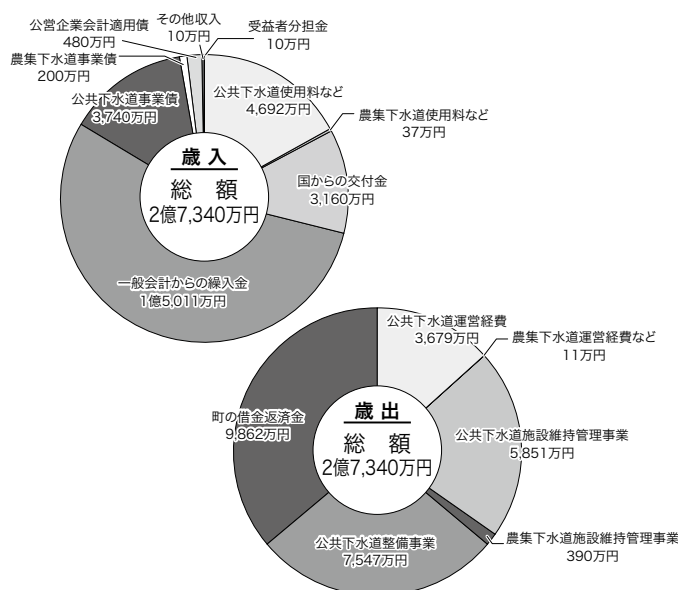 その他収入
10万円
受益者分担金
10万円
公営企業会計適用債
480万円
農集下水道事業債
200万円
公共下水道事業債
3,740万円
公共下水道使用料など
4,692万円
農集下水道使用料など
37万円
国からの交付金
3,160万円
歳入
総 額
2億7,340万円
一般会計からの繰入金
1億5,011万円
公共下水道運営経費
3,679万円
農集下水道運営経費など
11万円
町の借金返済金
9,862万円
歳出
総 額
2億7,340万円
公共下水道施設維持管理事業
5,851万円
農集下水道施設維持管理事業
390万円
公共下水道整備事業
7,547万円